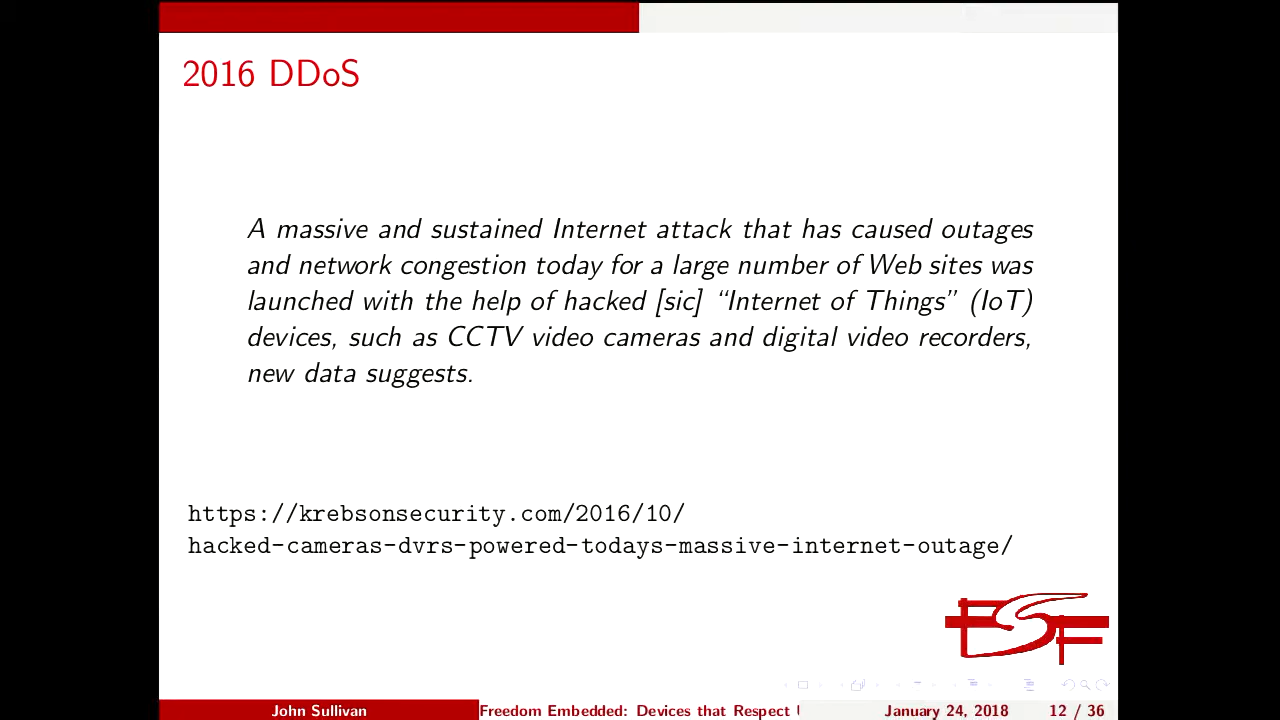 2016 DDoS
A massive and sustained Internet attack that has caused outages
and network congestion today for a large number of Web sites was
launched with the help of hacked [sic] “Internet of Things” (IoT)
devices, such as CCTV video cameras and digital video recorders,
new data suggests.
https://krebsonsecurity.com/2016/10/
hacked-cameras-dvrs-powered-todays-massive-internet-outage/
FSF
John Sullivan
Freedom Embedded: Devices that Respect
January 24, 2018
12 / 36